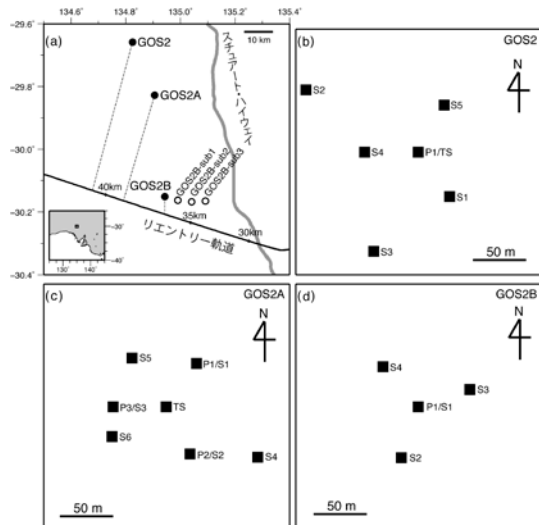 134.6 134.8 135.0 135.2 135.4
−29.6
−29.8
−30.0
−30.2
−30.4
(a)
GOS2
10 km
スチュアート・ハイウェイ
GOS2A
GOS2B-sub1
GOS2B-sub2
GOS2B-sub3
GOS2B
40km
35km
30km
リエントリー軌道
−30°
−40°
130° 140°
(b)
GOS2
N
S2
S5
S4
P1/TS
S1
S3
50 m
(c)
GOS2A
N
S5
P1/S1
P3/S3
TS
S6
P2/S2
S4
50 m
(d)
GOS2B
N
S4
S3
P1/S1
S2
50 m